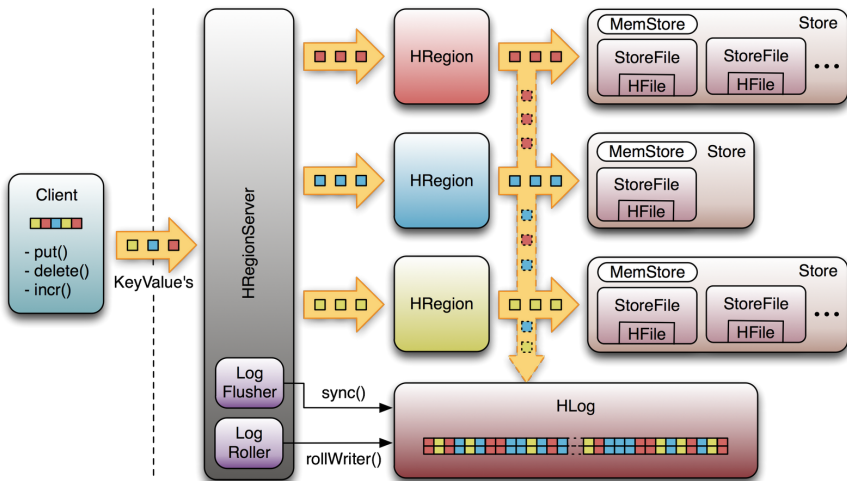 Client
- put()
- delete()
- incr()
KeyValue's
HRegionServer
Log
Flusher
Log
Roller
sync()
rollWriter()
HRegion
MemStore
Store
StoreFile
HFile
StoreFile
HFile
...
HRegion
MemStore
Store
StoreFile
HFile
HRegion
MemStore
Store
StoreFile
HFile
StoreFile
HFile
...
HLog